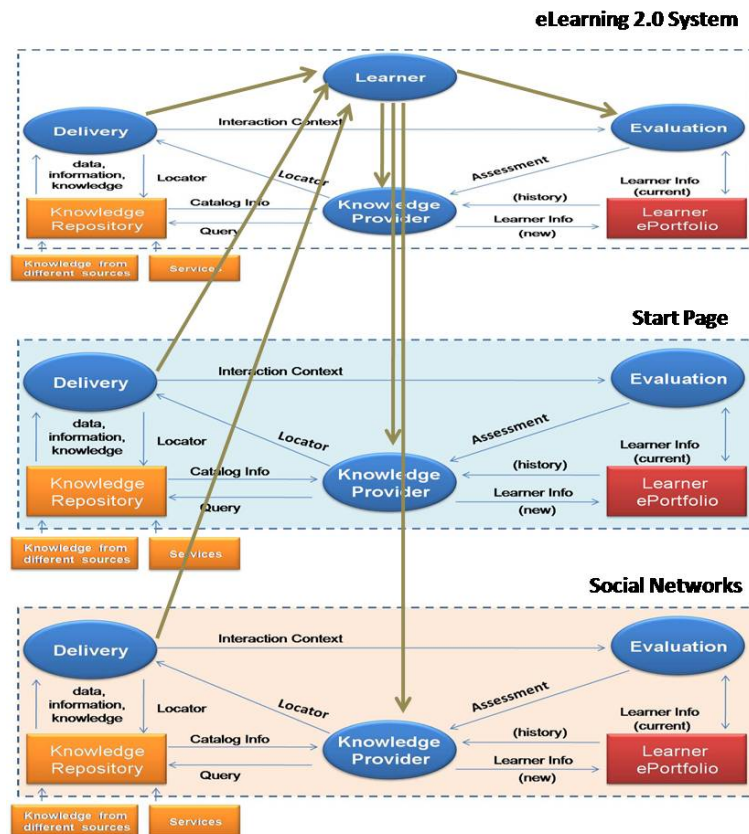 eLearning 2.0 System
Learner
Delivery
Interaction Context
Evaluation
data,
information,
knowledge
Locator
Locator
Assessment
Learner Info
(current)
Knowledge
Repository
Catalog Info
Query
Knowledge
Provider
(history)
Learner Info
(new)
Learner
ePortfolio
Knowledge from
different sources
Services
Start Page
Delivery
Interaction Context
Evaluation
data,
information,
knowledge
Locator
Locator
Assessment
Learner Info
(current)
Knowledge
Repository
Catalog Info
Query
Knowledge
Provider
(history)
Learner Info
(new)
Learner
ePortfolio
Knowledge from
different sources
Services
Social Networks
Delivery
Interaction Context
Evaluation
data,
information,
knowledge
Locator
Locator
Assessment
Learner Info
(current)
Knowledge
Repository
Catalog Info
Query
Knowledge
Provider
(history)
Learner Info
(new)
Learner
ePortfolio
Knowledge from
different sources
Services